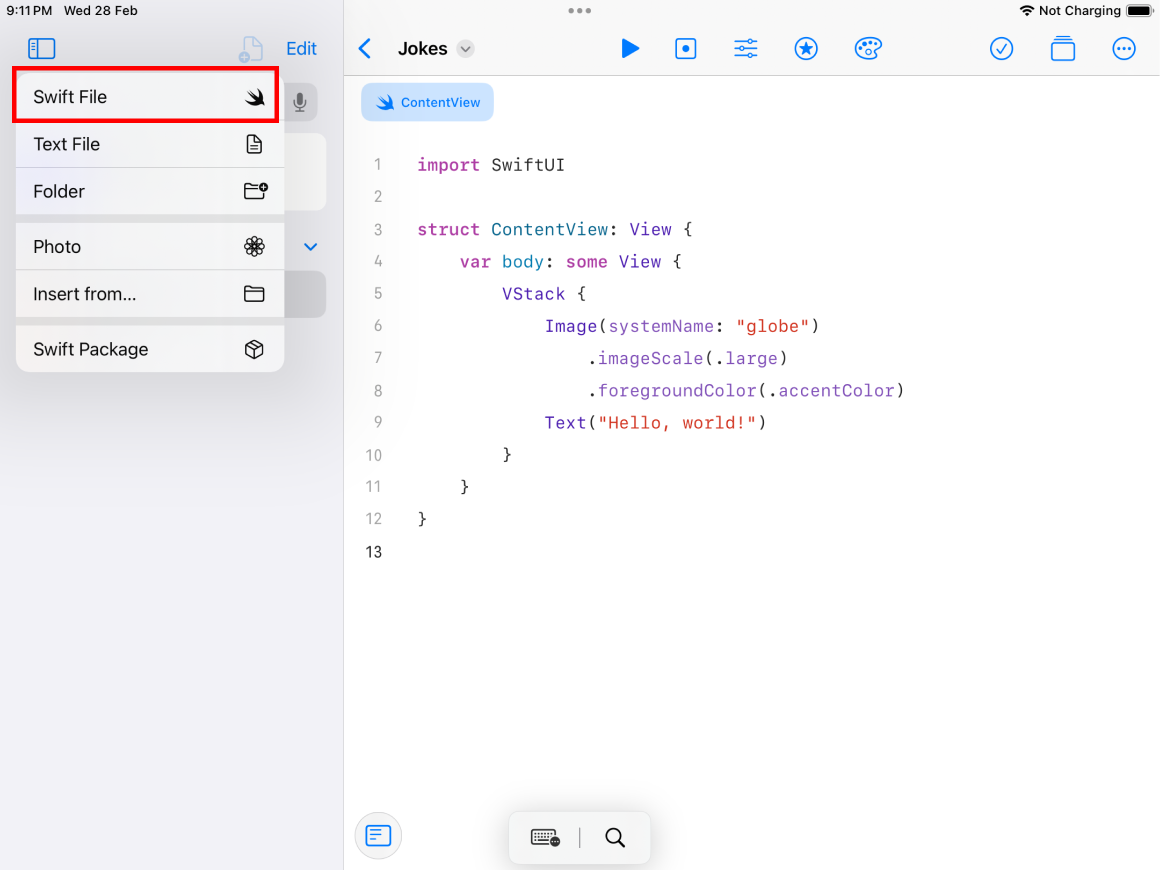 9:11 PM Wed 28 Feb
Not Charging
Edit
Jokes
Swift File
Text File
Folder
Photo
Insert from...
Swift Package
ContentView
1 import SwiftUI
2
3 struct ContentView: View {
4 var body: some View {
5 VStack {
6 Image(systemName: "globe")
7 .imageScale(.large)
8 .foregroundColor(.accentColor)
9 Text("Hello, world!")
10 }
11 }
12 }
13